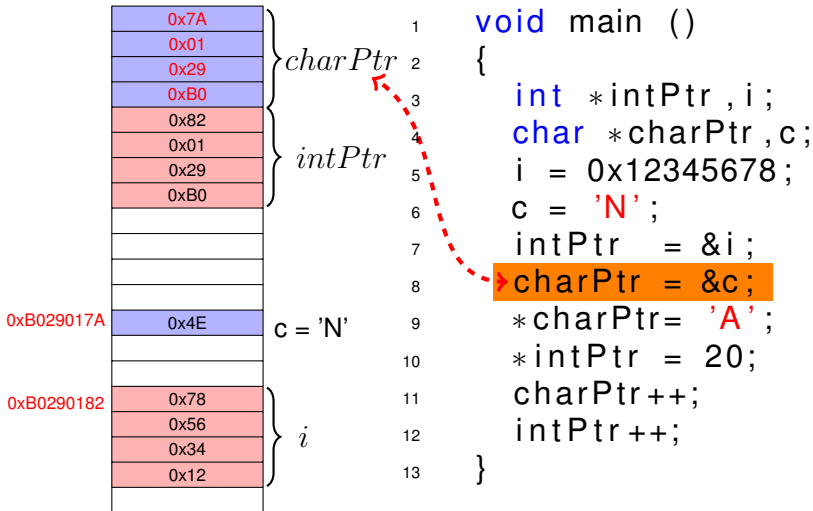 0x7A
0x01
0x29
0xB0
charPtr
0x82
0x01
0x29
0xB0
intPtr
0xB029017A 0x4E c = 'N'
0xB0290182 0x78
0x56
0x34
0x12
i
1 void main ()
2 {
3 int *intPtr ,i;
4 char *charPtr ,c;
5 i = 0x12345678;
6 c = 'N';
7 intPtr = &i;
8 charPtr = &c;
9 *charPtr= 'A';
10 *intPtr = 20;
11 charPtr++;
12 intPtr++;
13 }